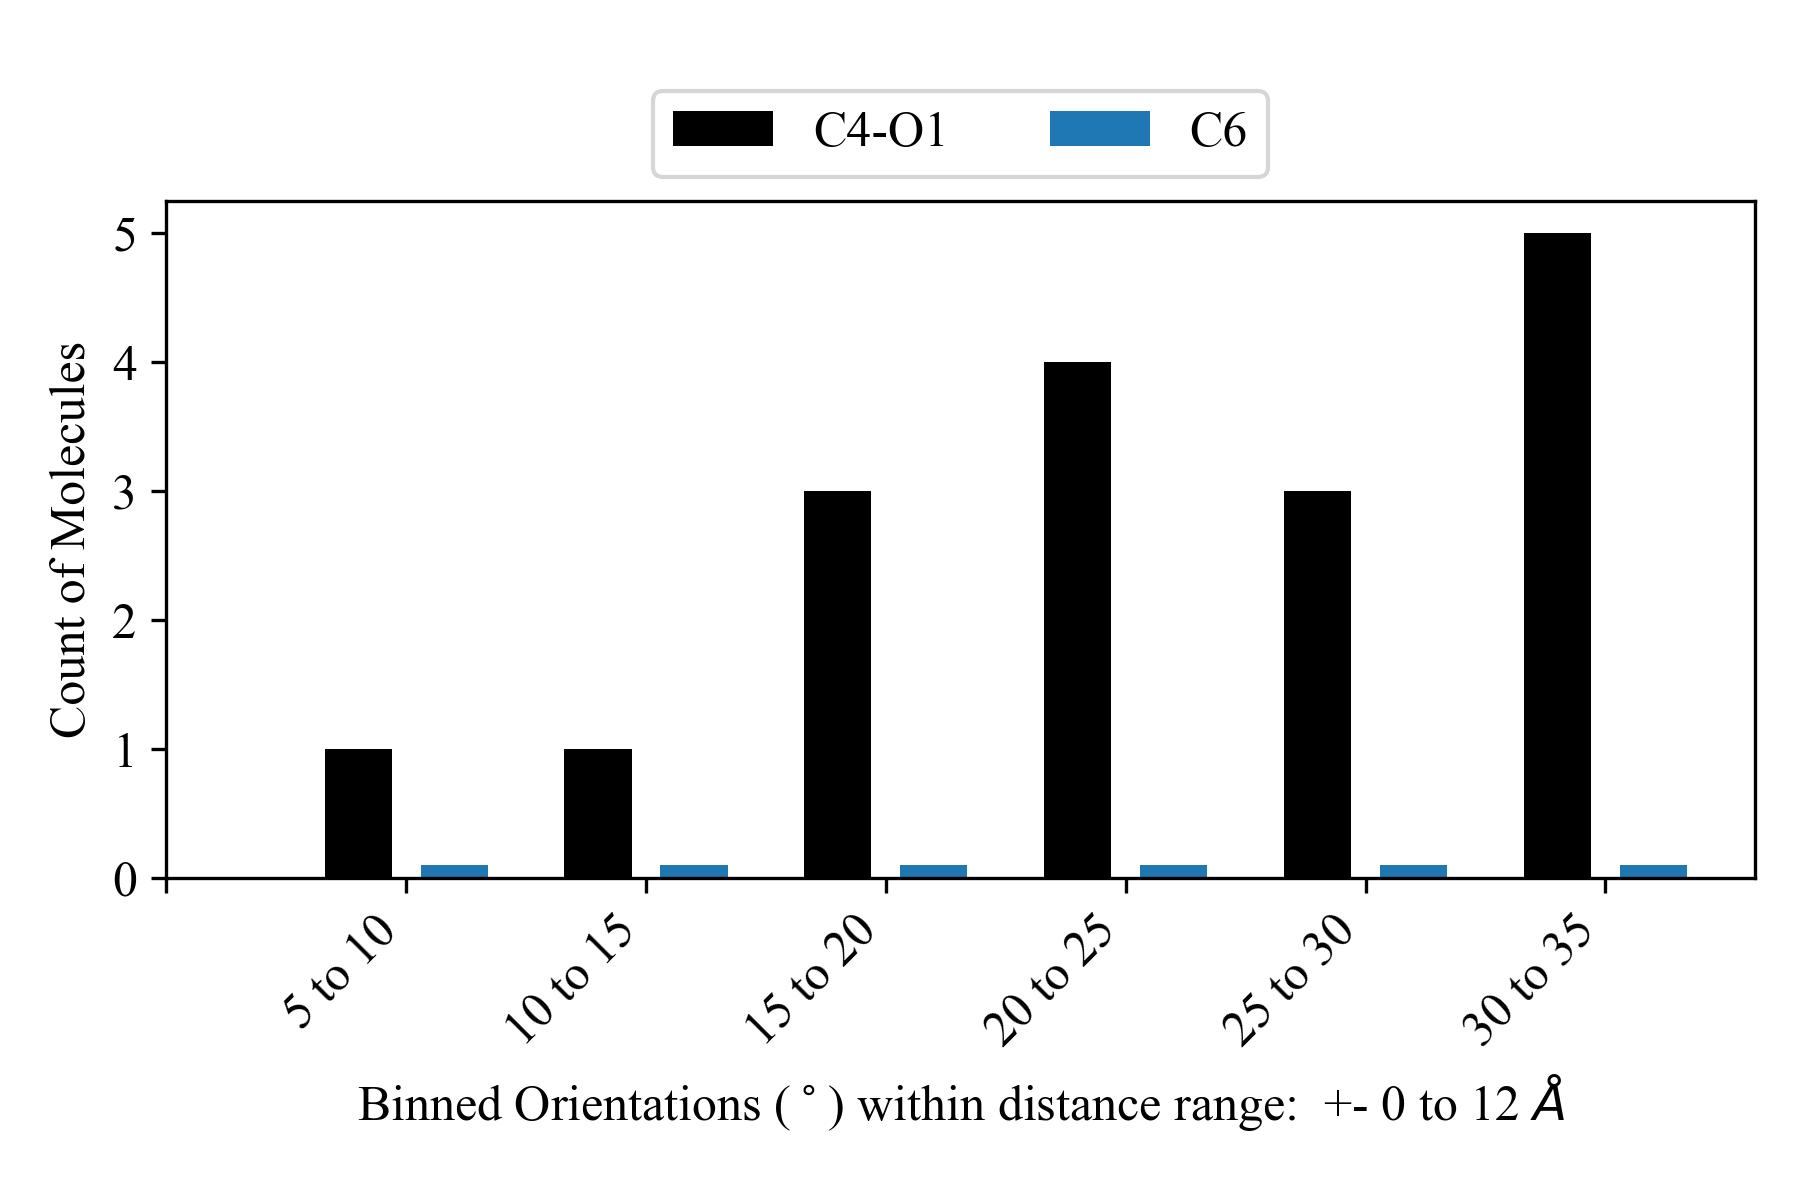 C4-O1 C6
5
4
3
2
1
0
Count of Molecules
5 to 10
10 to 15
15 to 20
20 to 25
25 to 30
30 to 35
Binned Orientations (°) within distance range: +- 0 to 12 Å